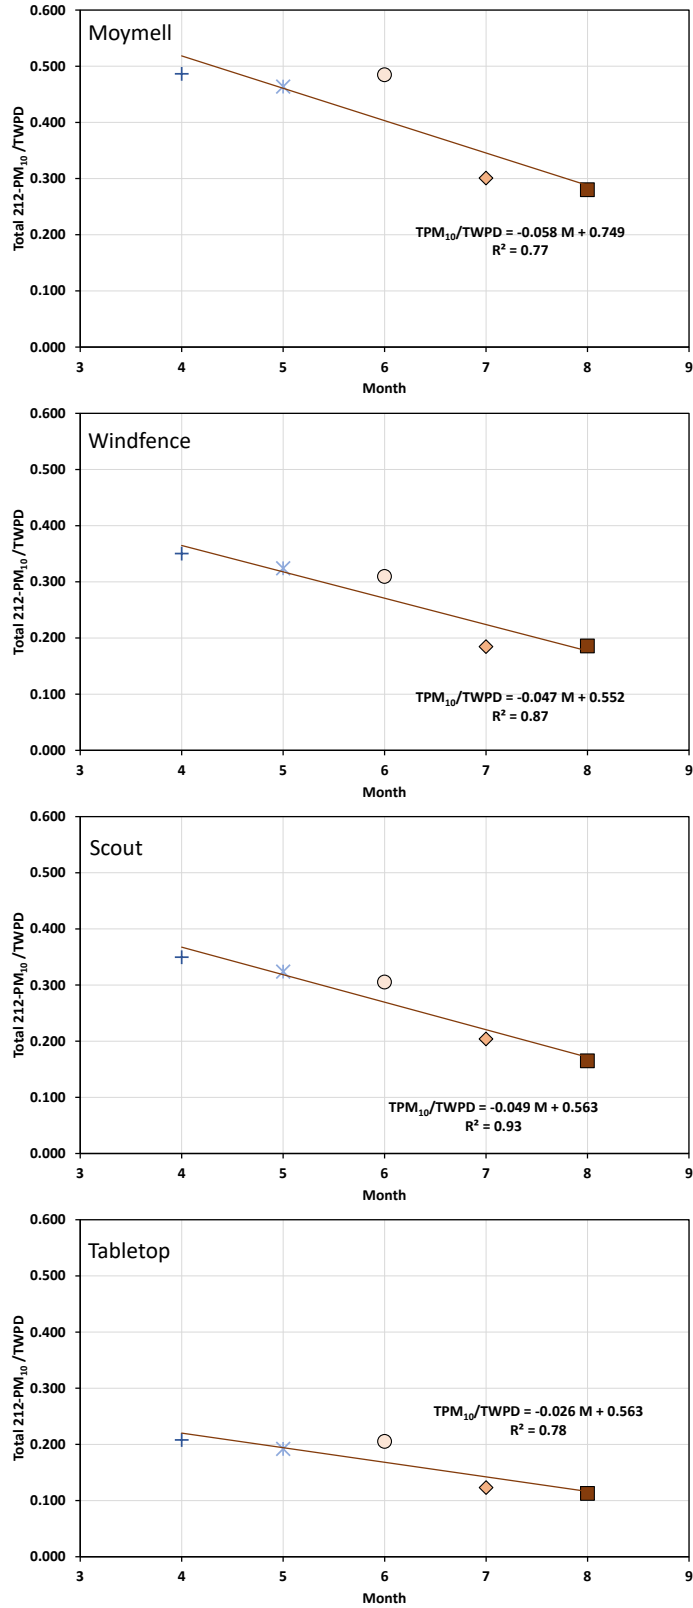 Moymell
0.600
0.500
0.400
0.300
0.200
0.100
0.000
Total 212-PM₁₀ /TWPD
TPM₁₀/TWPD = -0.058 M + 0.749
R² = 0.77
3 4 5 6 7 8 9
Month
Windfence
0.600
0.500
0.400
0.300
0.200
0.100
0.000
Total 212-PM₁₀ /TWPD
TPM₁₀/TWPD = -0.047 M + 0.552
R² = 0.87
3 4 5 6 7 8 9
Month
Scout
0.600
0.500
0.400
0.300
0.200
0.100
0.000
Total 212-PM₁₀ /TWPD
TPM₁₀/TWPD = -0.049 M + 0.563
R² = 0.93
3 4 5 6 7 8 9
Month
Tabletop
0.600
0.500
0.400
0.300
0.200
0.100
0.000
Total 212-PM₁₀ /TWPD
TPM₁₀/TWPD = -0.026 M + 0.563
R² = 0.78
3 4 5 6 7 8 9
Month